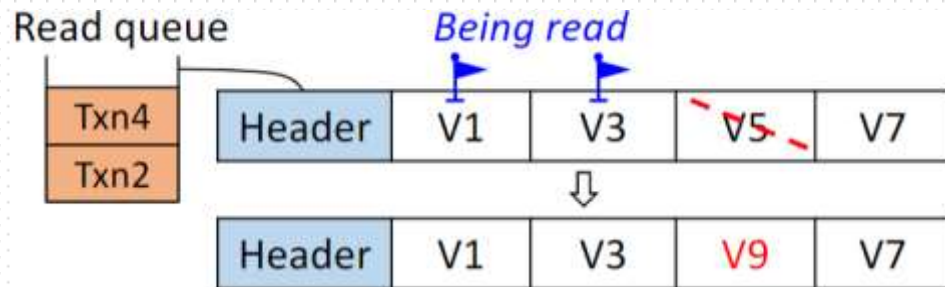 Read queue
Being read
Txn4
Txn2
Header V1 V3 V5 V7
Header V1 V3 V9 V7